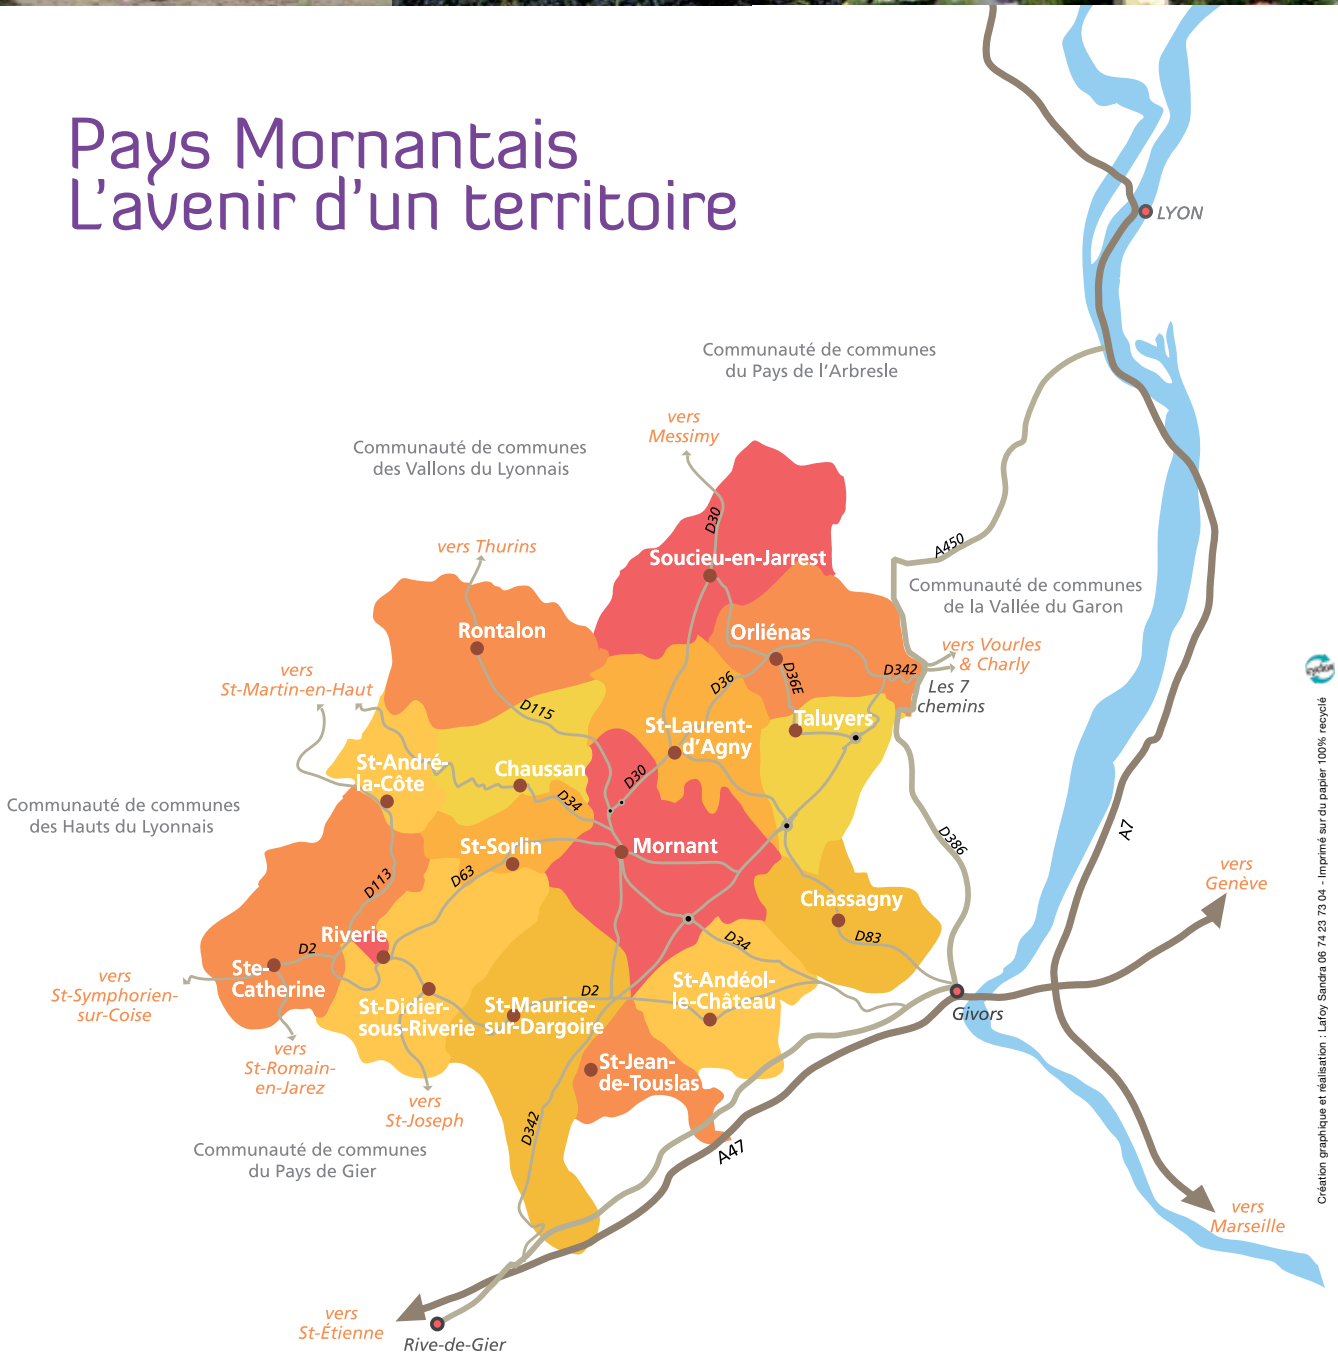 Pays Mornantais
L'avenir d'un territoire
LYON
Communauté de communes
du Pays de l'Arbresle
vers
Messimy
Communauté de communes
des Vallons du Lyonnais
D30
A450
vers Thurins
Soucieu-en-Jarrest
Communauté de communes
de la Vallée du Garon
Rontalon
Orliénas
vers Vourles
& Charly
vers
St-Martin-en-Haut
D36
D36E
D342
Les 7
chemins
D115
St-Laurent-
d'Agny
Taluyers
St-André-
la-Côte
Chaussan
D30
D34
Communauté de communes
des Hauts du Lyonnais
St-Sorlin
Mornant
D386
A7
D63
D113
vers
Genève
Chassagny
Riverie
D2
D34
D83
Ste-
Catherine
vers
St-Symphorien-
sur-Coise
St-Didier-
sous-Riverie
St-Maurice-
sur-Dargoire
D2
St-Andéol-
le-Château
Givors
vers
St-Romain-
en-Jarez
St-Jean-
de-Touslas
vers
St-Joseph
D342
A47
Communauté de communes
du Pays de Gier
vers
Marseille
vers
St-Étienne
Rive-de-Gier
Création graphique et réalisation : Lafoy Sandra 06 74 23 73 04 - Imprimé sur du papier 100% recyclé